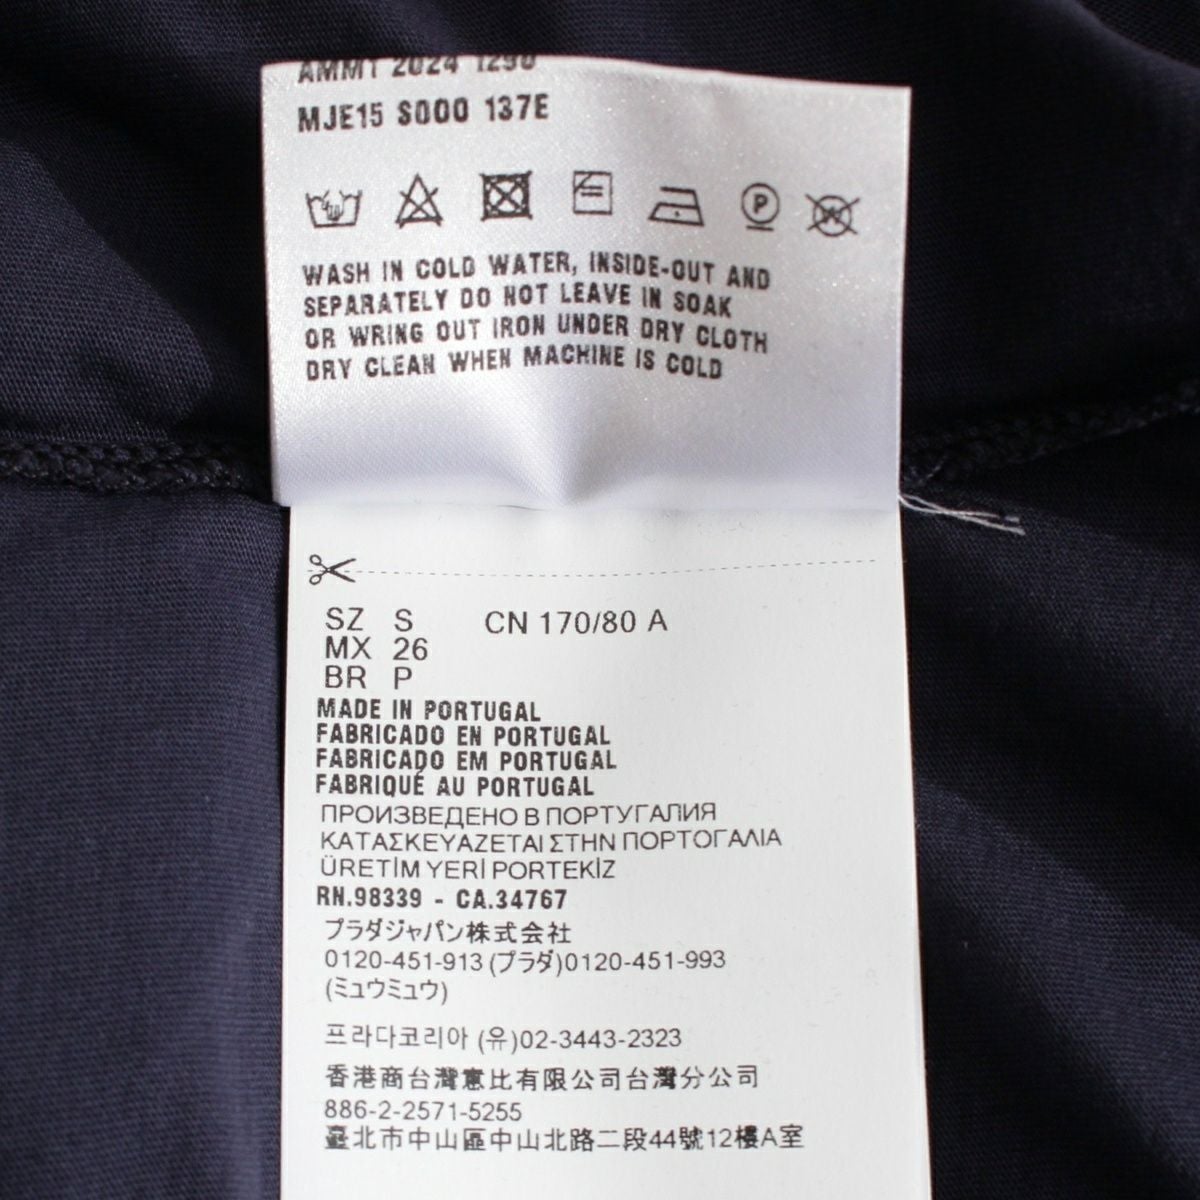 AMMT 2024 1290
MJE15 S000 137E
P
W
WASH IN COLD WATER, INSIDE-OUT AND
SEPARATELY DO NOT LEAVE IN SOAK
OR WRING OUT IRON UNDER DRY CLOTH
DRY CLEAN WHEN MACHINE IS COLD
SZ S CN 170/80 A
MX 26
BR P
MADE IN PORTUGAL
FABRICADO EN PORTUGAL
FABRICADO EM PORTUGAL
FABRIQUÉ AU PORTUGAL
ПРОИЗВЕДЕНО В ПОРТУГАЛИЯ
ΚΑΤΑΣΚΕΥΑΖΕΤΑΙ ΣΤΗΝ ΠΟΡΤΟΓΑΛΙΑ
ÜRETİM YERİ PORTEKİZ
RN.98339 - CA.34767
プラダジャパン株式会社
0120-451-913 (プラダ)0120-451-993
(ミュウミュウ)
프라다코리아 (유)02-3443-2323
香港商台灣意比有限公司台灣分公司
886-2-2571-5255
臺北市中山區中山北路二段44號12樓A室